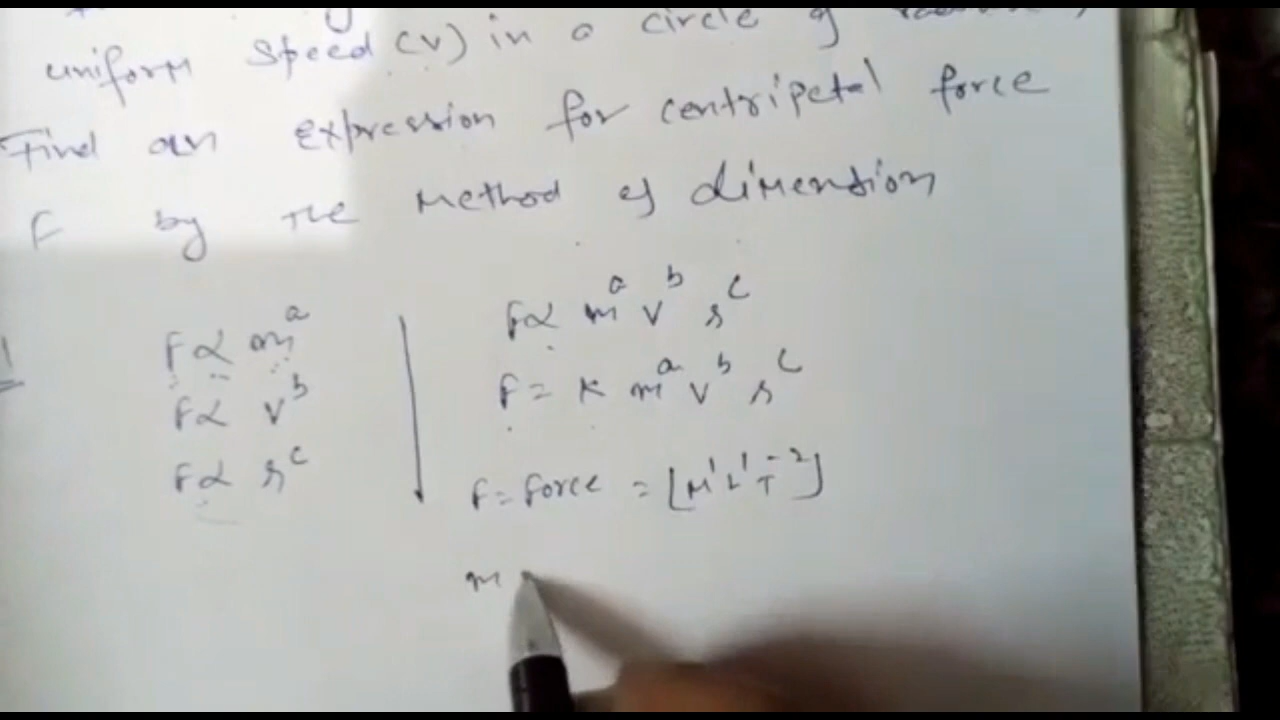 uniform speed (v) in a circle of
Find an expression for centripetal force
F by the method of dimension
F∝ m^a
F∝ v^b
F∝ r^c
F∝ m^a v^b r^c
F = K m^a v^b r^c
F = Force = [M^1 L^1 T^-2]
m